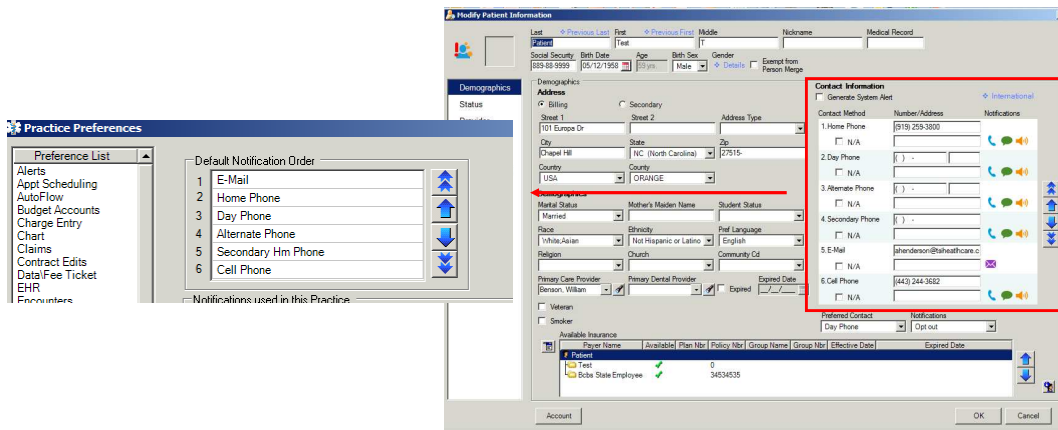 Practice Preferences
Preference List
Alerts
Appt Scheduling
AutoFlow
Budget Accounts
Charge Entry
Chart
Claims
Contract Edits
Data\Fee Ticket
EHR
Encounters
Default Notification Order
1 E-Mail
2 Home Phone
3 Day Phone
4 Alternate Phone
5 Secondary Hm Phone
6 Cell Phone
Notifications used in this Practice
Modify Patient Information
Last Previous Last First Previous First Middle Nickname Medical Record
Patient Test T
Social Security Birth Date Age Birth Sex Gender
889-88-9999 05/12/1958 59 yrs Male Details Exempt from Person Merge
Demographics
Status
Provider
Demographics
Address
Billing Secondary
Street 1 Street 2 Address Type
101 Europa Dr
City State Zip
Chapel Hill NC (North Carolina) 27515-
Country County
USA ORANGE
Demographics
Marital Status Mother's Maiden Name Student Status
Married
Race Ethnicity Pref Language
White;Asian Not Hispanic or Latino English
Religion Church Community Cd
Primary Care Provider Primary Dental Provider Expired Date
Benson, William Expired __/__/____
Veteran
Smoker
Contact Information
Generate System Alert International
Contact Method Number/Address Notifications
1.Home Phone (919) 259-3800
N/A
2.Day Phone ( ) -
N/A
3.Alternate Phone ( ) -
N/A
4.Secondary Phone ( ) -
N/A
5.E-Mail ahenderson@tsiheathcare.c
N/A
6.Cell Phone (443) 244-3682
N/A
Preferred Contact Notifications
Day Phone Opt out
Available Insurance
Payer Name Available Plan Nbr Policy Nbr Group Name Group Nbr Effective Date Expired Date
Patient
Test 0
Bcbs State Employee 34534535
Account OK Cancel